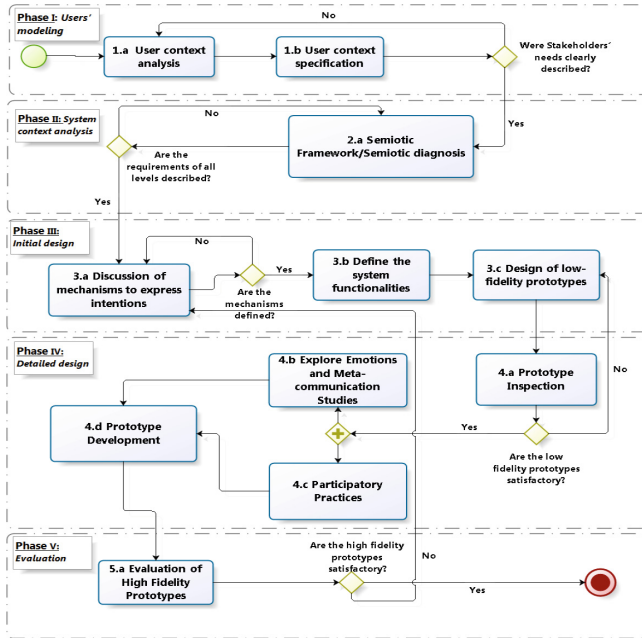 Phase I: Users'
modeling
No
1.a User context
analysis
1.b User context
specification
Were Stakeholders´
needs clearly
described?
Yes
Phase II: System
context analysis
No
2.a Semiotic
Framework/Semiotic diagnosis
Are the
requirements of all
levels described?
Yes
Phase III:
Initial design
No
3.a Discussion of
mechanisms to express
intentions
Yes
Are the
mechanisms
defined?
3.b Define the
system
functionalities
3.c Design of low-
fidelity prototypes
Phase IV:
Detailed design
4.b Explore Emotions
and Meta-
communication
Studies
4.a Prototype
Inspection
No
4.d Prototype
Development
Yes
Are the low
fidelity prototypes
satisfactory?
4.c Participatory
Practices
Phase V:
Evaluation
5.a Evaluation of
High Fidelity
Prototypes
Are the high fidelity
prototypes
satisfactory?
No
Yes